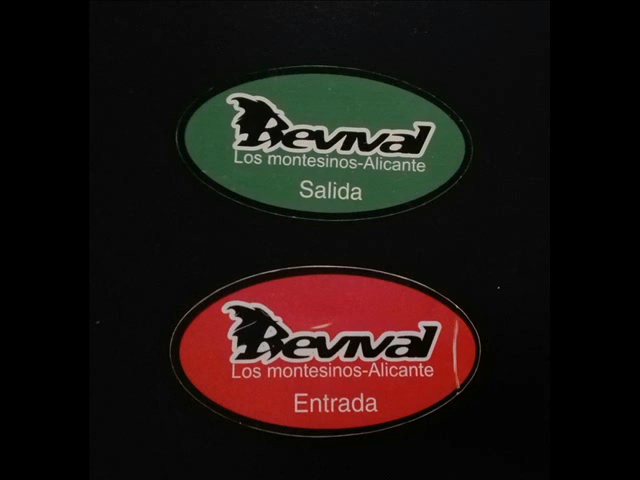 Revival
Los montesinos-Alicante
Salida
Revival
Los montesinos-Alicante
Entrada